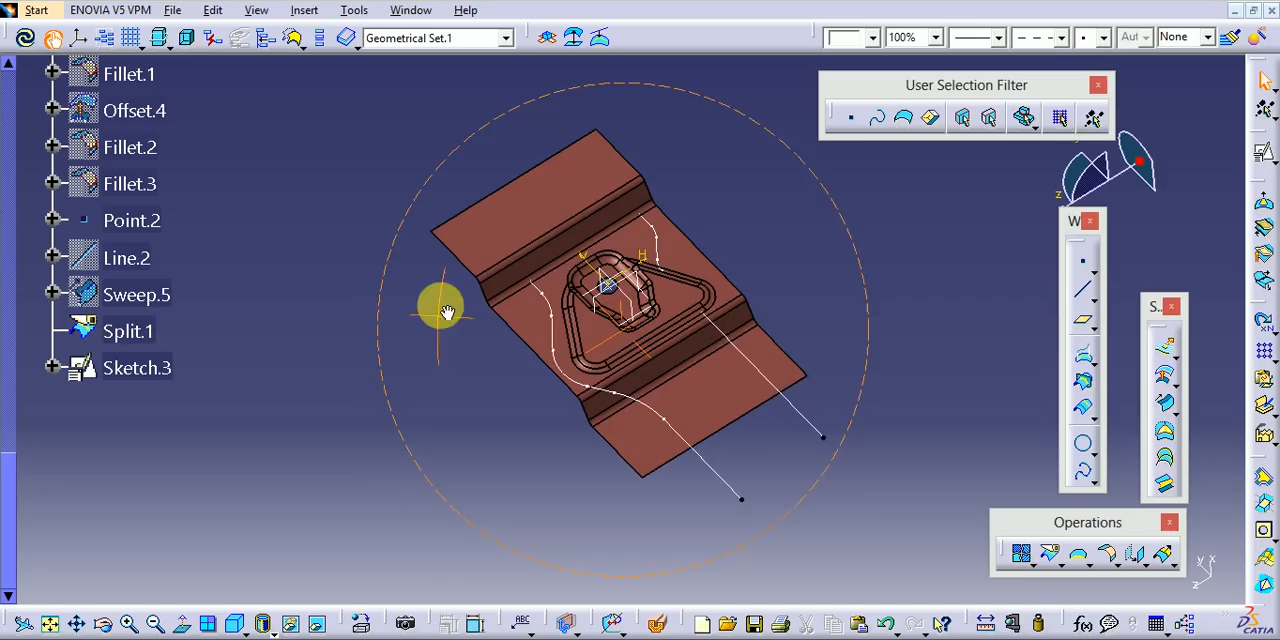 Start ENOVIA V5 VPM File Edit View Insert Tools Window Help
Geometrical Set.1
100%
Aut
None
Fillet.1
Offset.4
Fillet.2
Fillet.3
Point.2
Line.2
Sweep.5
Split.1
Sketch.3
User Selection Filter
z
W
S..
Operations
V
H
x
y
z
ABC
f(x)
CATIA